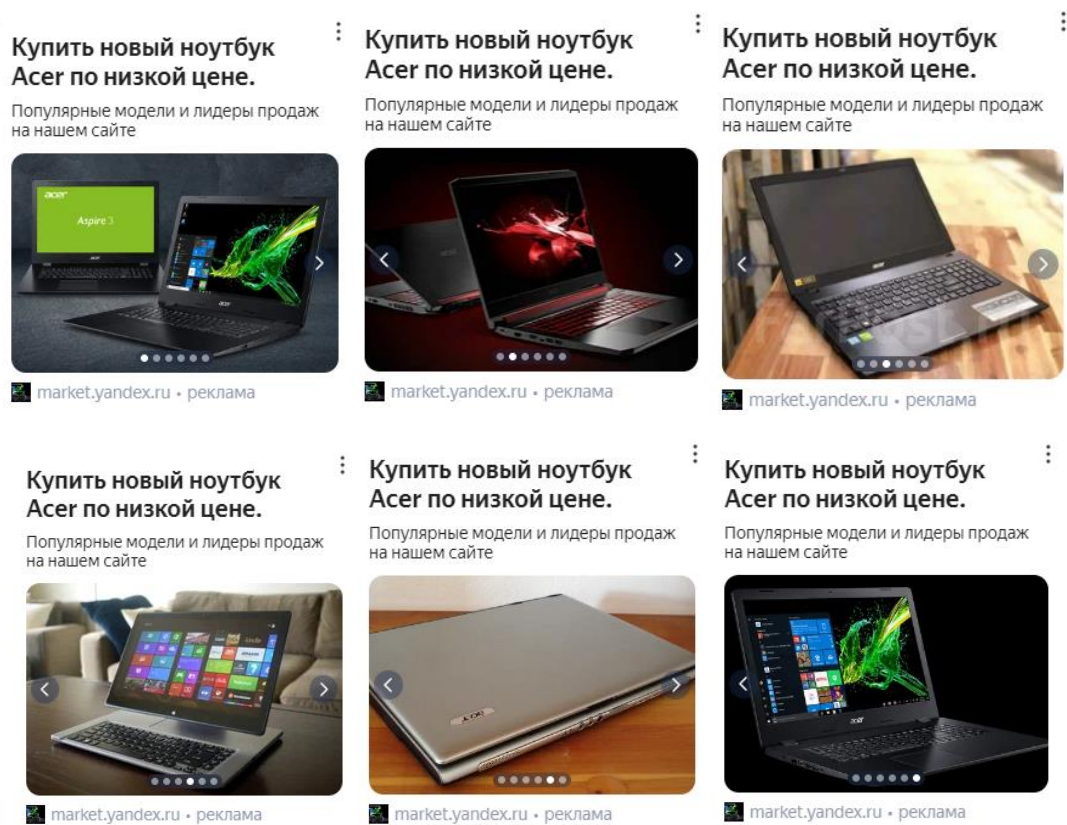 Купить новый ноутбук
Acer по низкой цене.
Популярные модели и лидеры продаж
на нашем сайте
acer
Aspire 3
acer
acer
market.yandex.ru • реклама
Купить новый ноутбук
Acer по низкой цене.
Популярные модели и лидеры продаж
на нашем сайте
market.yandex.ru • реклама
Купить новый ноутбук
Acer по низкой цене.
Популярные модели и лидеры продаж
на нашем сайте
acer
market.yandex.ru • реклама
Купить новый ноутбук
Acer по низкой цене.
Популярные модели и лидеры продаж
на нашем сайте
market.yandex.ru • реклама
Купить новый ноутбук
Acer по низкой цене.
Популярные модели и лидеры продаж
на нашем сайте
acer
market.yandex.ru • реклама
Купить новый ноутбук
Acer по низкой цене.
Популярные модели и лидеры продаж
на нашем сайте
acer
market.yandex.ru • реклама